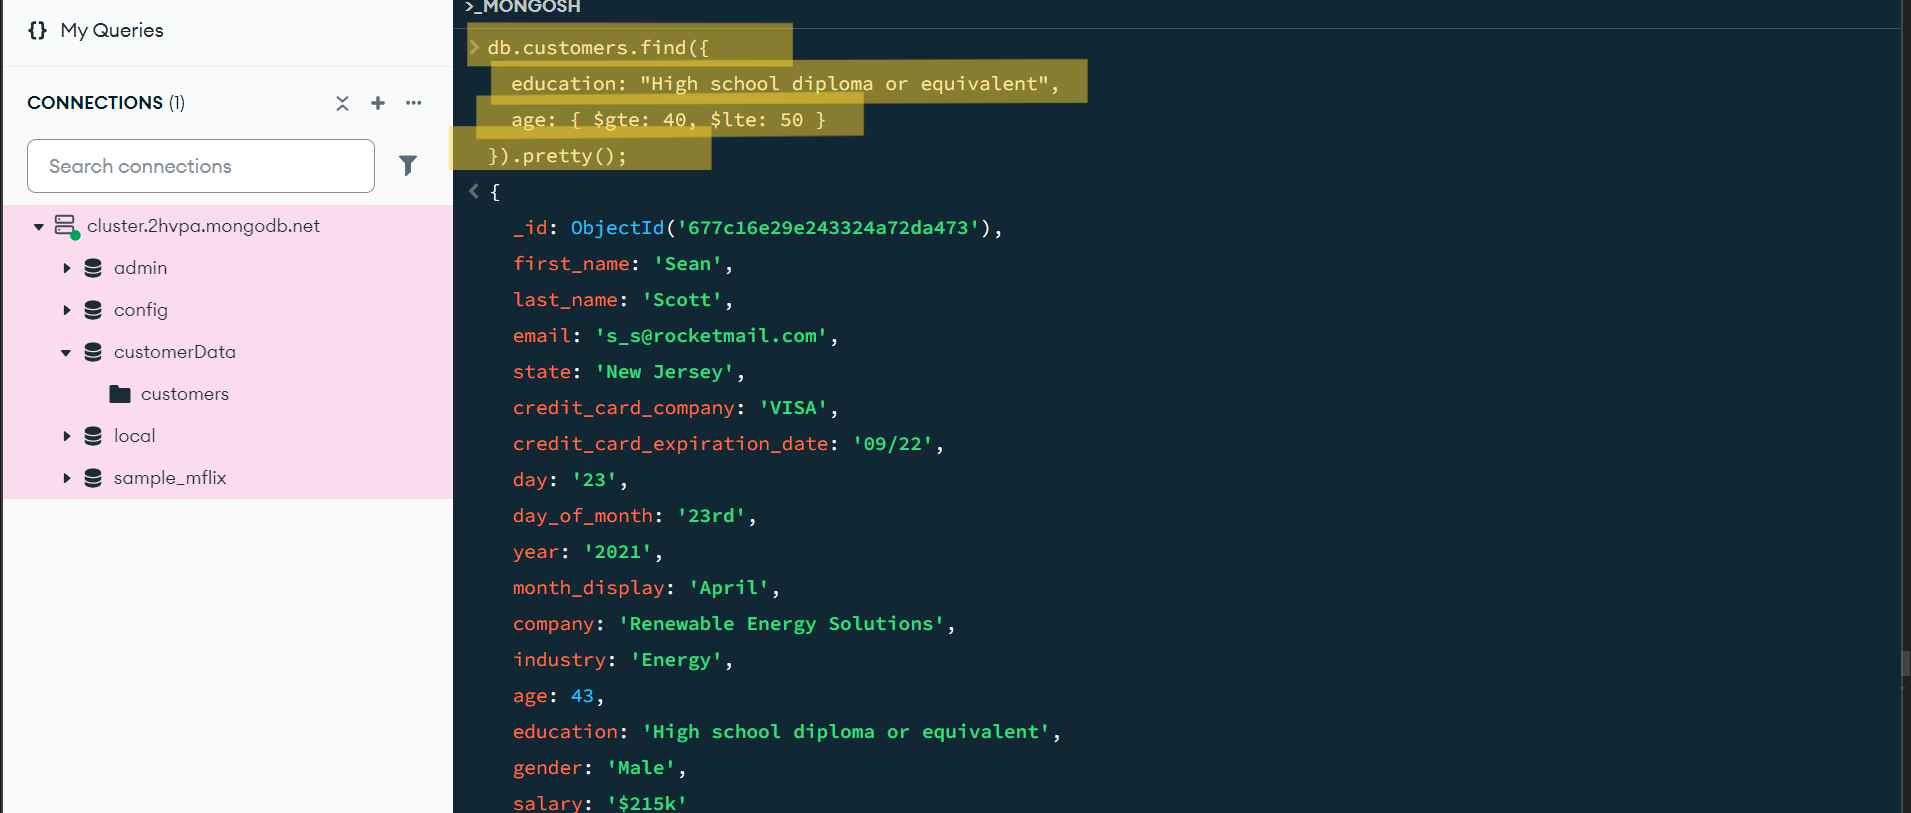 {} My Queries
CONNECTIONS (1)
Search connections
cluster.2hvpa.mongodb.net
admin
config
customerData
customers
local
sample_mflix
>_MONGOSH
> db.customers.find({
education: "High school diploma or equivalent",
age: { $gte: 40, $lte: 50 }
}).pretty();
< {
_id: ObjectId('677c16e29e243324a72da473'),
first_name: 'Sean',
last_name: 'Scott',
email: 's_s@rocketmail.com',
state: 'New Jersey',
credit_card_company: 'VISA',
credit_card_expiration_date: '09/22',
day: '23',
day_of_month: '23rd',
year: '2021',
month_display: 'April',
company: 'Renewable Energy Solutions',
industry: 'Energy',
age: 43,
education: 'High school diploma or equivalent',
gender: 'Male',
salary: '$215k'